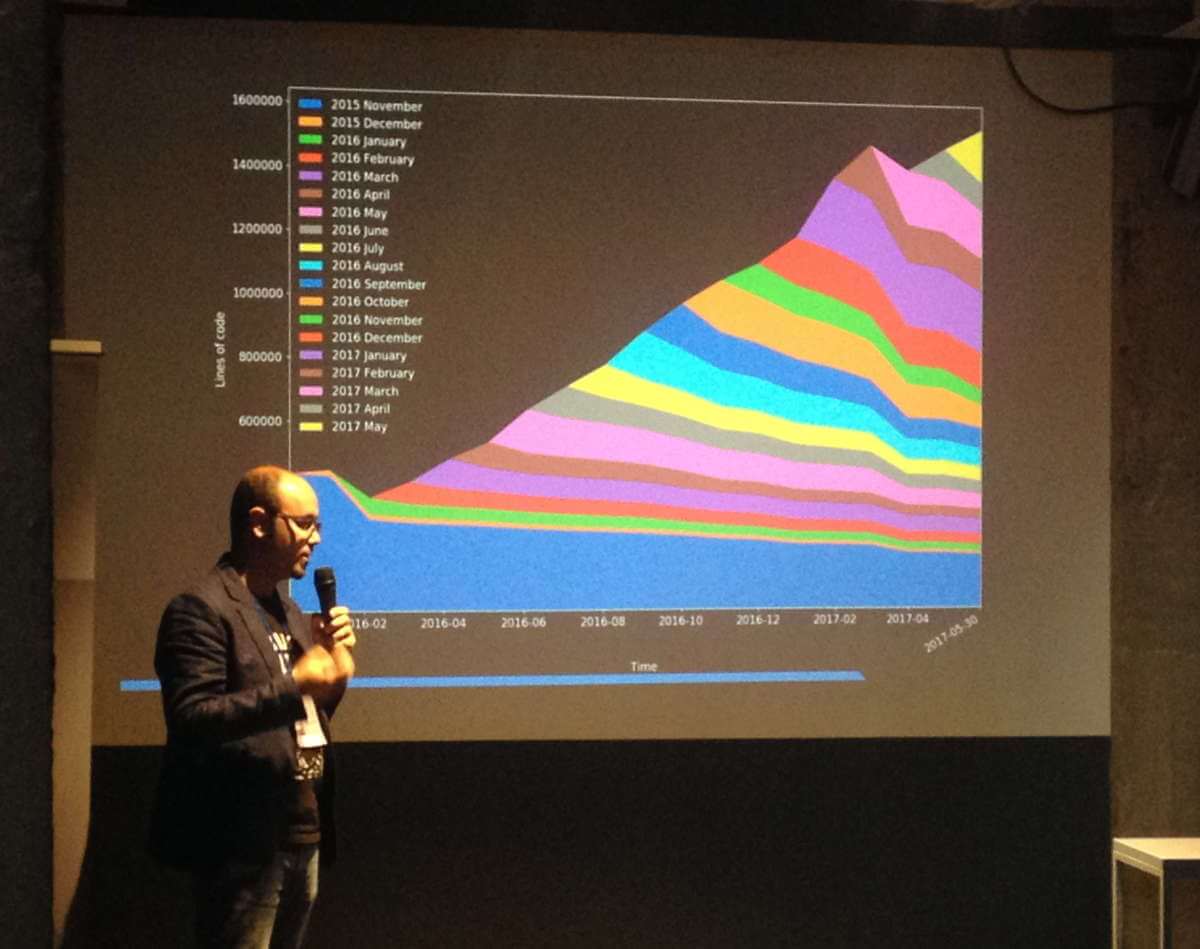 1600000
1400000
1200000
1000000
800000
600000
Lines of code
2015 November
2015 December
2016 January
2016 February
2016 March
2016 April
2016 May
2016 June
2016 July
2016 August
2016 September
2016 October
2016 November
2016 December
2017 January
2017 February
2017 March
2017 April
2017 May
16-02
2016-04
2016-06
2016-08
2016-10
2016-12
2017-02
2017-04
2017-05-30
Time